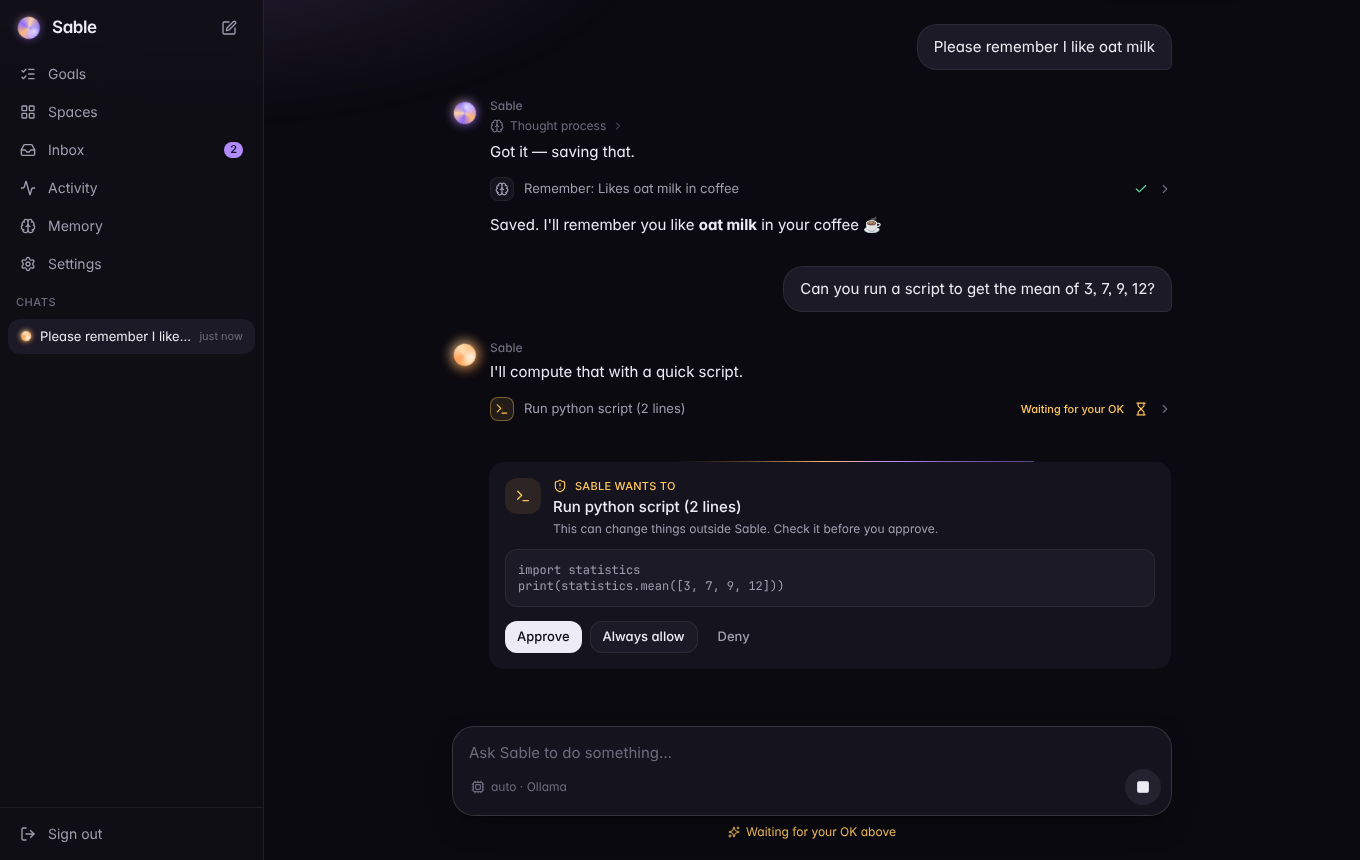 Sable
Goals
Spaces
Inbox 2
Activity
Memory
Settings
CHATS
Please remember I like... just now
Sign out
Please remember I like oat milk
Sable
Thought process
Got it — saving that.
Remember: Likes oat milk in coffee
Saved. I'll remember you like oat milk in your coffee ☕
Can you run a script to get the mean of 3, 7, 9, 12?
Sable
I'll compute that with a quick script.
Run python script (2 lines) Waiting for your OK
SABLE WANTS TO
Run python script (2 lines)
This can change things outside Sable. Check it before you approve.
import statistics
print(statistics.mean([3, 7, 9, 12]))
Approve Always allow Deny
Ask Sable to do something...
auto · Ollama
Waiting for your OK above